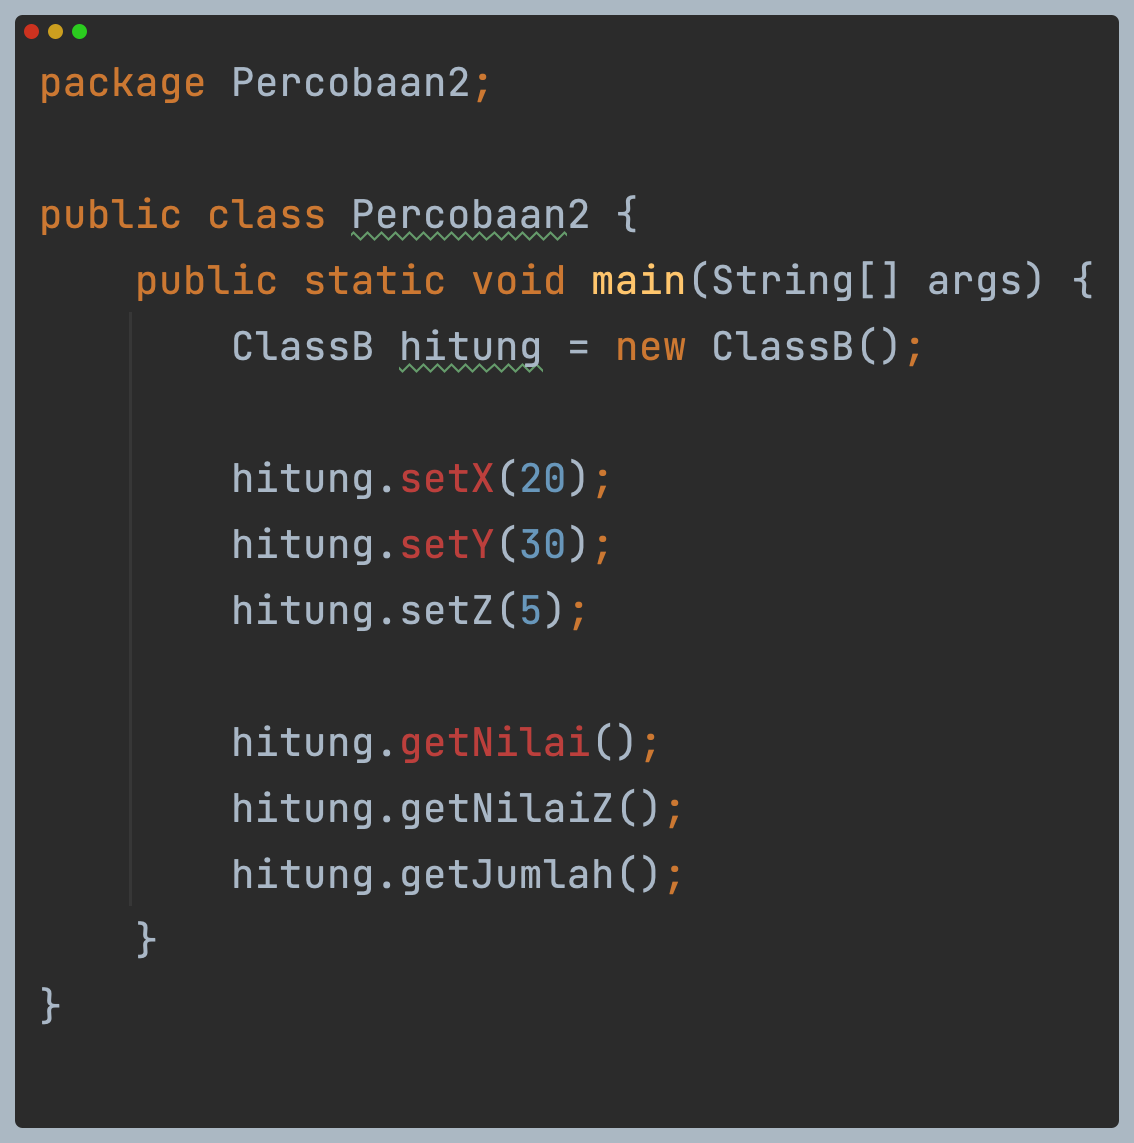 package Percobaan2;
public class Percobaan2 {
    public static void main(String[] args) {
        ClassB hitung = new ClassB();
        hitung.setX(20);
        hitung.setY(30);
        hitung.setZ(5);
        hitung.getNilai();
        hitung.getNilaiZ();
        hitung.getJumlah();
    }
}